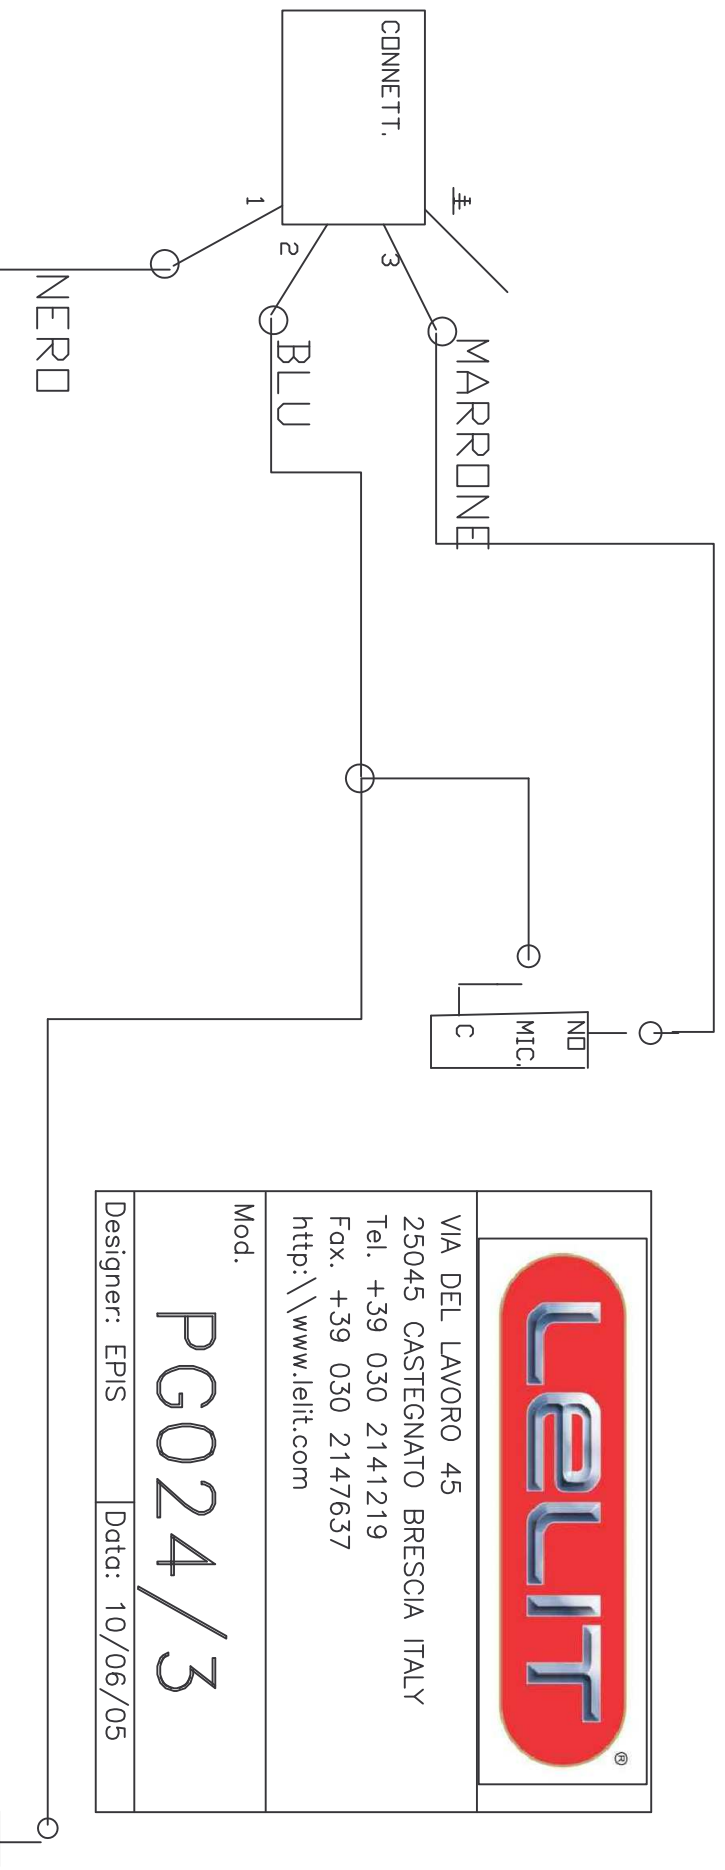 CONNETT.
1
2
3
NERO
BLU
MARRONE
NO
MIC.
C
LELIT®
VIA DEL LAVORO 45
25045 CASTEGNATO BRESCIA ITALY
Tel. +39 030 2141219
Fax. +39 030 2147637
http:\\www.lelit.com
Mod.
PG024/3
Designer: EPIS
Data: 10/06/05